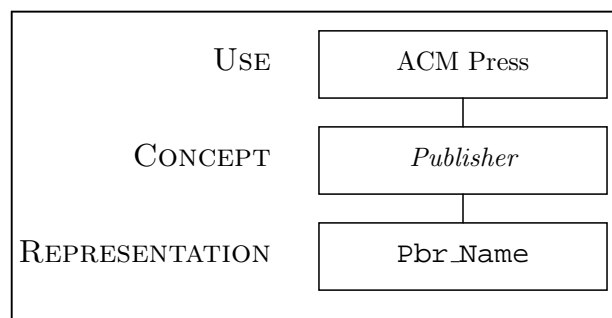 USE ACM Press
CONCEPT Publisher
REPRESENTATION Pbr_Name